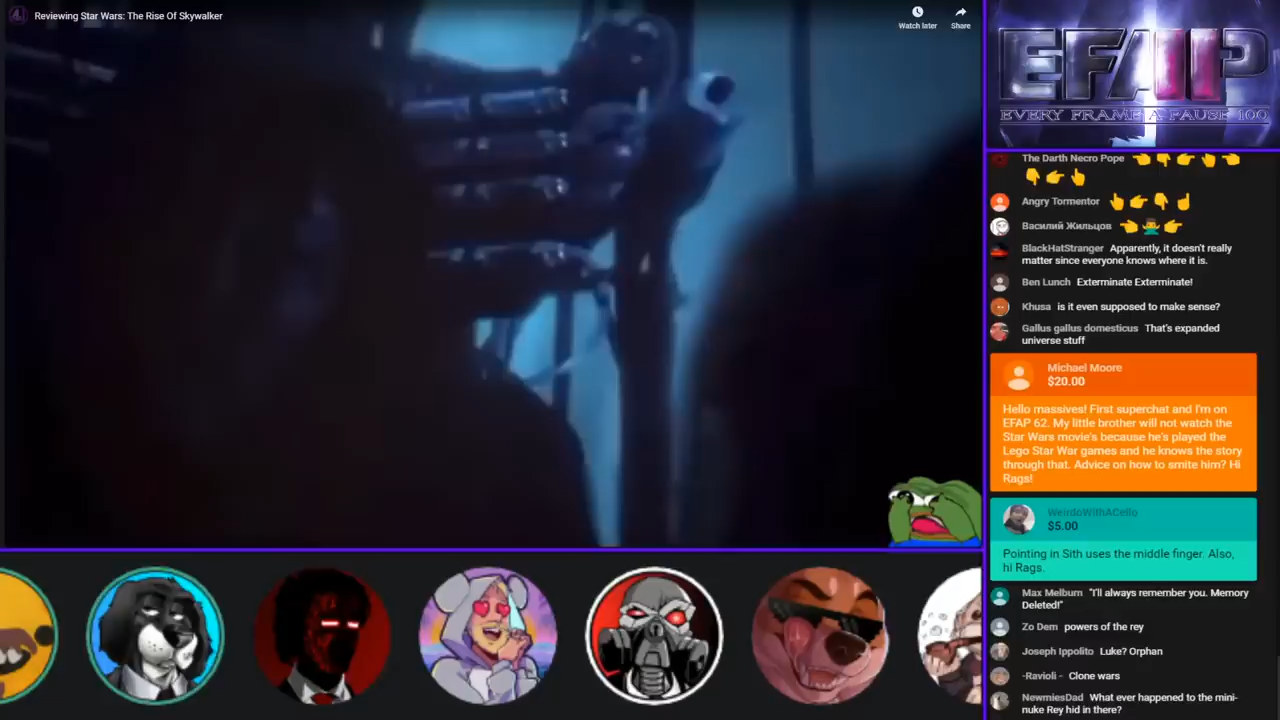 Reviewing Star Wars: The Rise Of Skywalker
Watch later
Share
EFAP
EVERY FRAME A PAUSE 100
The Darth Necro Pope 👈👇👉👆👈
👇👉👆
Angry Tormentor 👆👉👇☝
Василий Жильцов 👈🙅‍♂️👉
BlackHatStranger Apparently, it doesn't really
matter since everyone knows where it is.
Ben Lunch Exterminate Exterminate!
Khusa is it even supposed to make sense?
Gallus gallus domesticus That's expanded
universe stuff
Michael Moore
$20.00
Hello massives! First superchat and I'm on
EFAP 62. My little brother will not watch the
Star Wars movie's because he's played the
Lego Star War games and he knows the story
through that. Advice on how to smite him? Hi
Rags!
WeirdoWithACello
$5.00
Pointing in Sith uses the middle finger. Also,
hi Rags.
Max Melbum "I'll always remember you. Memory
Deleted!"
Zo Dem powers of the rey
Joseph Ippolito Luke? Orphan
-Ravioli - Clone wars
NewmiesDad What ever happened to the mini-
nuke Rey hid in there?